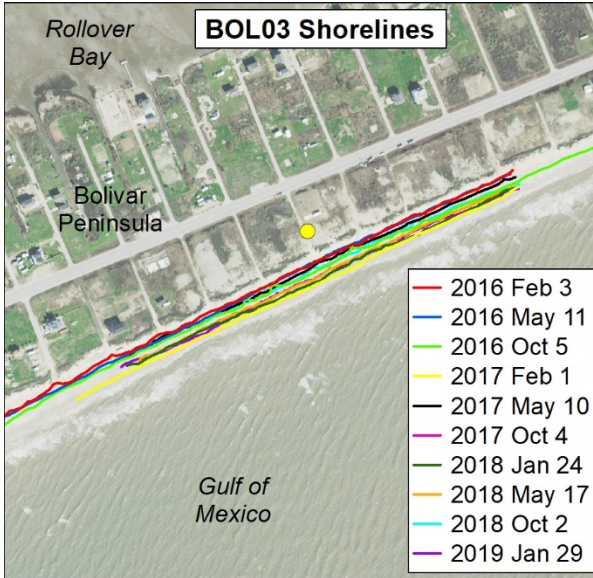 BOL03 Shorelines
Rollover
Bay
Bolivar
Peninsula
2016 Feb 3
2016 May 11
2016 Oct 5
2017 Feb 1
2017 May 10
2017 Oct 4
2018 Jan 24
2018 May 17
2018 Oct 2
2019 Jan 29
Gulf of
Mexico